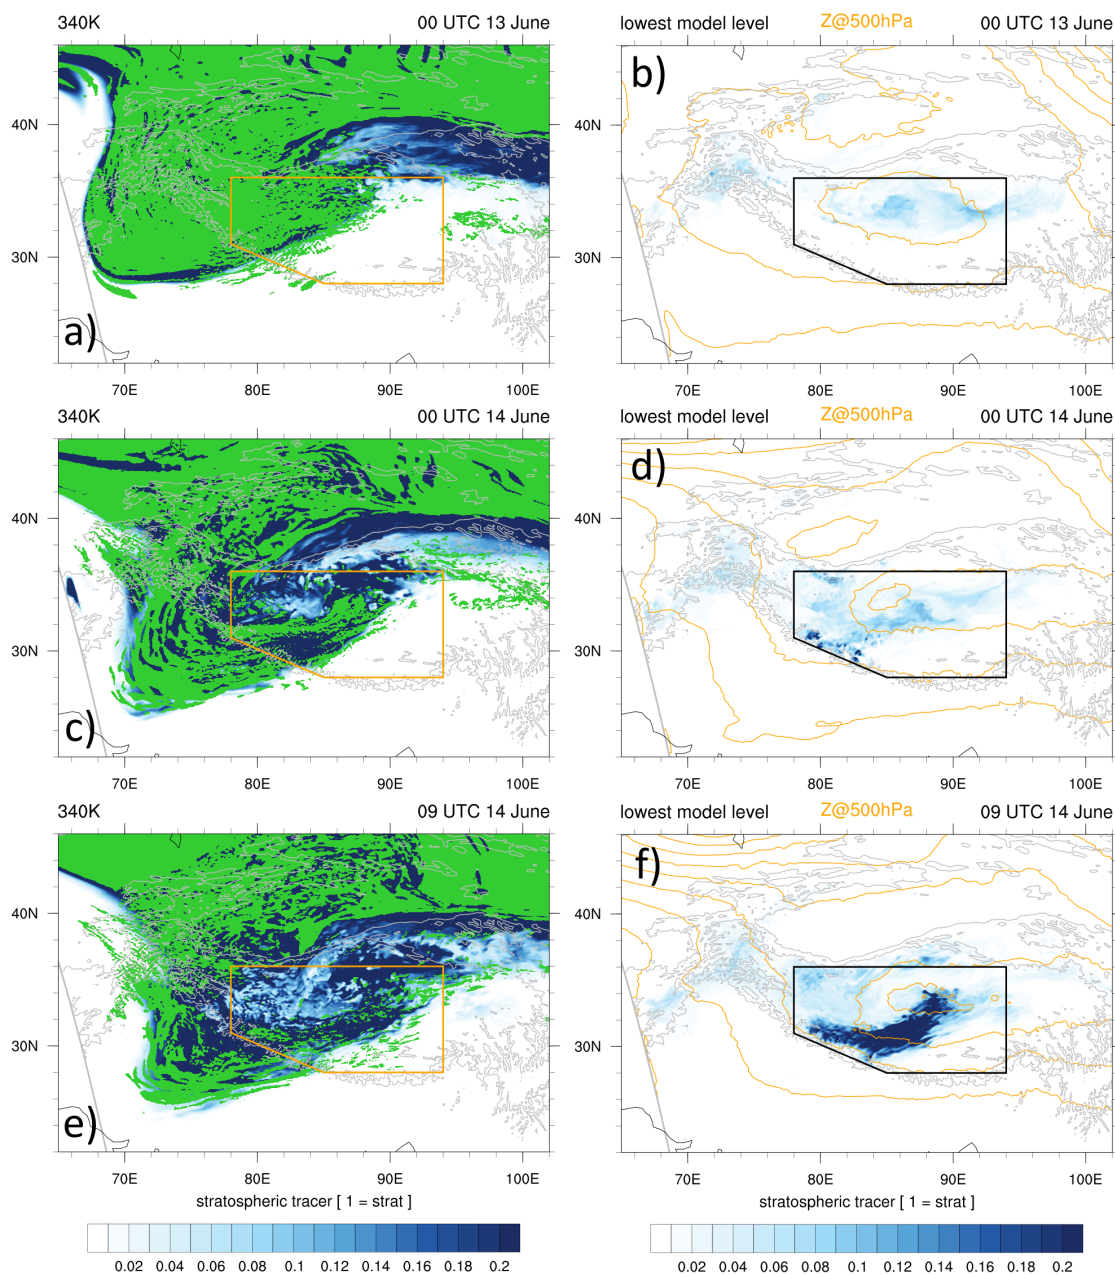 340K 00 UTC 13 June
lowest model level Z@500hPa 00 UTC 13 June
40N
30N
a)
b)
70E 80E 90E 100E
70E 80E 90E 100E
340K 00 UTC 14 June
lowest model level Z@500hPa 00 UTC 14 June
40N
30N
c)
d)
70E 80E 90E 100E
70E 80E 90E 100E
340K 09 UTC 14 June
lowest model level Z@500hPa 09 UTC 14 June
40N
30N
e)
f)
70E 80E 90E 100E
70E 80E 90E 100E
stratospheric tracer [ 1 = strat ]
stratospheric tracer [ 1 = strat ]
0.02 0.04 0.06 0.08 0.1 0.12 0.14 0.16 0.18 0.2
0.02 0.04 0.06 0.08 0.1 0.12 0.14 0.16 0.18 0.2